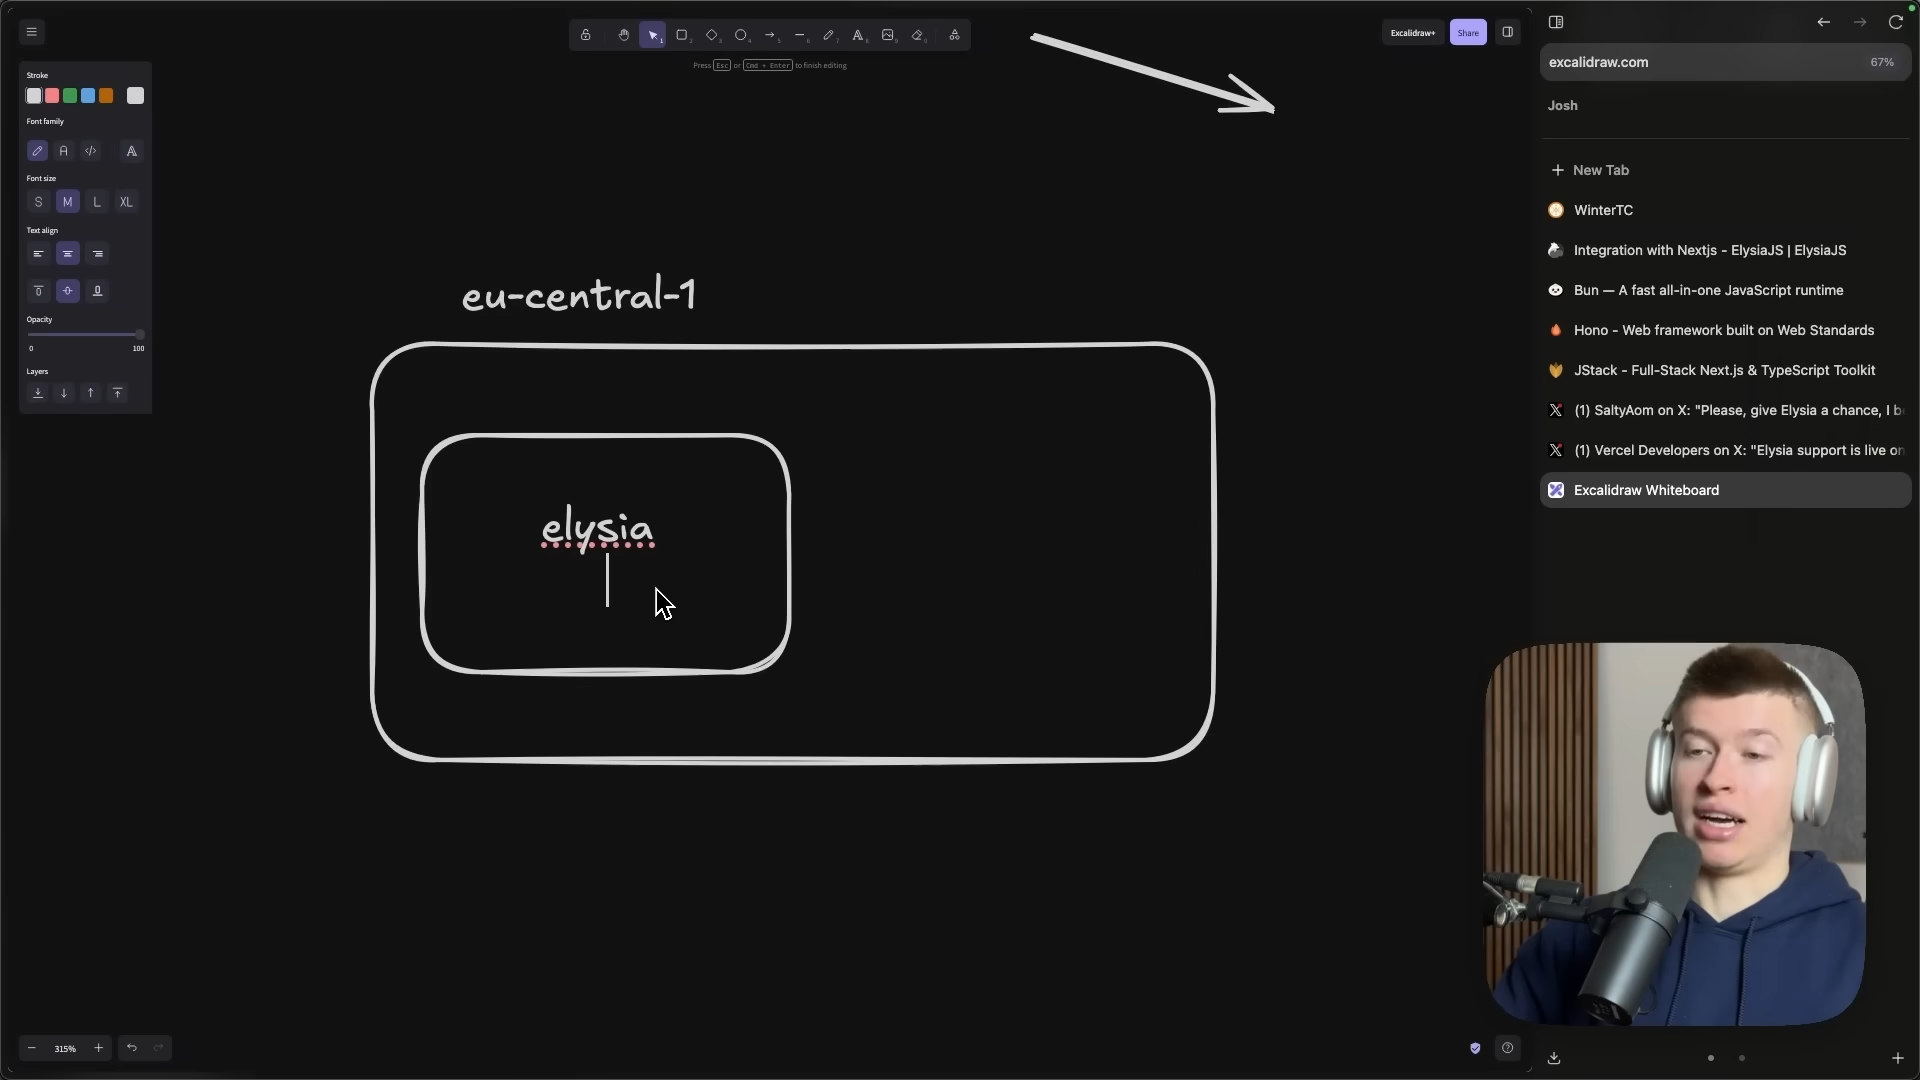 Excalidraw+
Share
Press Esc or Cmd + Enter to finish editing
Stroke
Font family
Font size
S M L XL
Text align
Opacity
0 100
Layers
eu-central-1
elysia
315%
excalidraw.com 67%
Josh
New Tab
WinterTC
Integration with Nextjs - ElysiaJS | ElysiaJS
Bun — A fast all-in-one JavaScript runtime
Hono - Web framework built on Web Standards
JStack - Full-Stack Next.js & TypeScript Toolkit
(1) SaltyAom on X: "Please, give Elysia a chance, I b
(1) Vercel Developers on X: "Elysia support is live on
Excalidraw Whiteboard